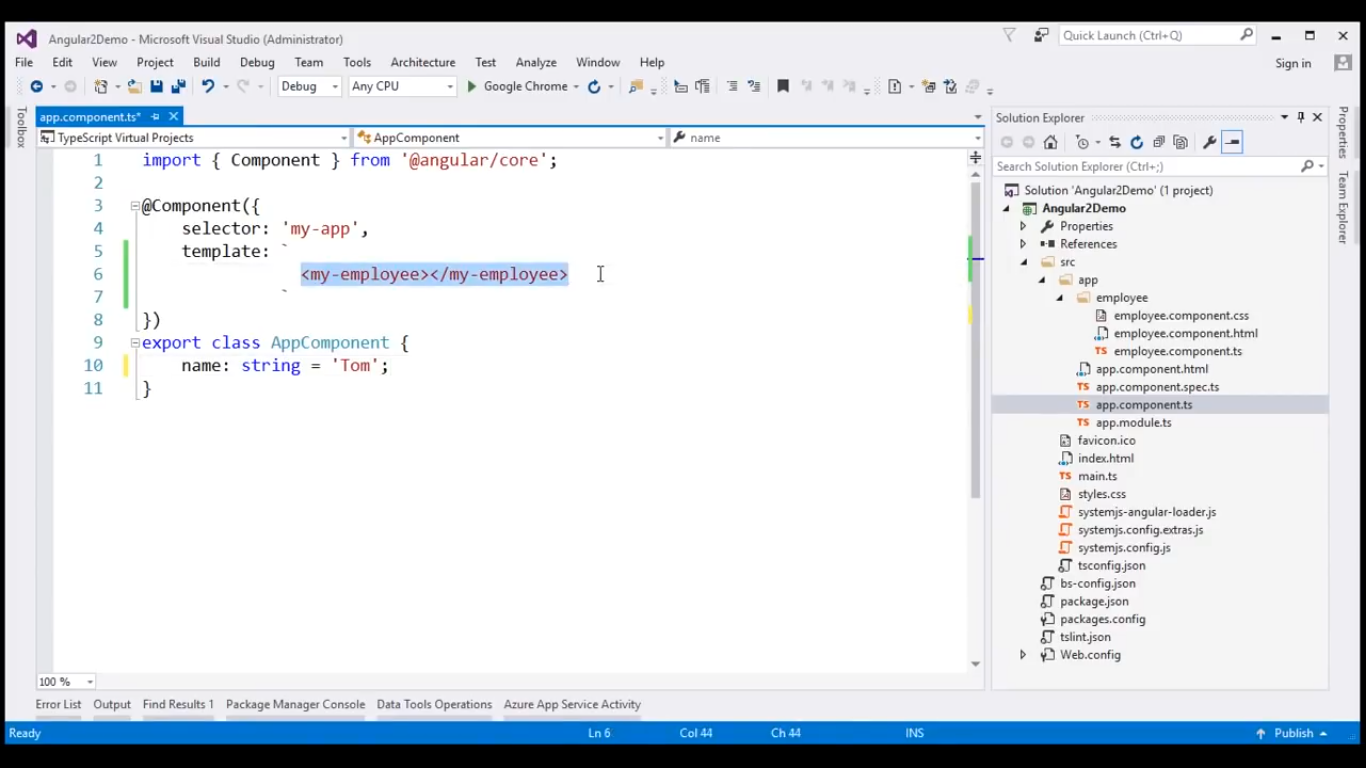 Angular2Demo - Microsoft Visual Studio (Administrator)
Quick Launch (Ctrl+Q)
File Edit View Project Build Debug Team Tools Architecture Test Analyze Window Help
Sign in
Debug Any CPU Google Chrome
Toolbox
app.component.ts*
TypeScript Virtual Projects AppComponent name
1 import { Component } from '@angular/core';
2
3 @Component({
4 selector: 'my-app',
5 template: `
6 <my-employee></my-employee>
7 `
8 })
9 export class AppComponent {
10 name: string = 'Tom';
11 }
100 %
Solution Explorer
Search Solution Explorer (Ctrl+;)
Solution 'Angular2Demo' (1 project)
Angular2Demo
Properties
References
src
app
employee
employee.component.css
employee.component.html
employee.component.ts
app.component.html
app.component.spec.ts
app.component.ts
app.module.ts
favicon.ico
index.html
main.ts
styles.css
systemjs-angular-loader.js
systemjs.config.extras.js
systemjs.config.js
tsconfig.json
bs-config.json
package.json
packages.config
tslint.json
Web.config
Properties
Team Explorer
Error List Output Find Results 1 Package Manager Console Data Tools Operations Azure App Service Activity
Ready Ln 6 Col 44 Ch 44 INS Publish